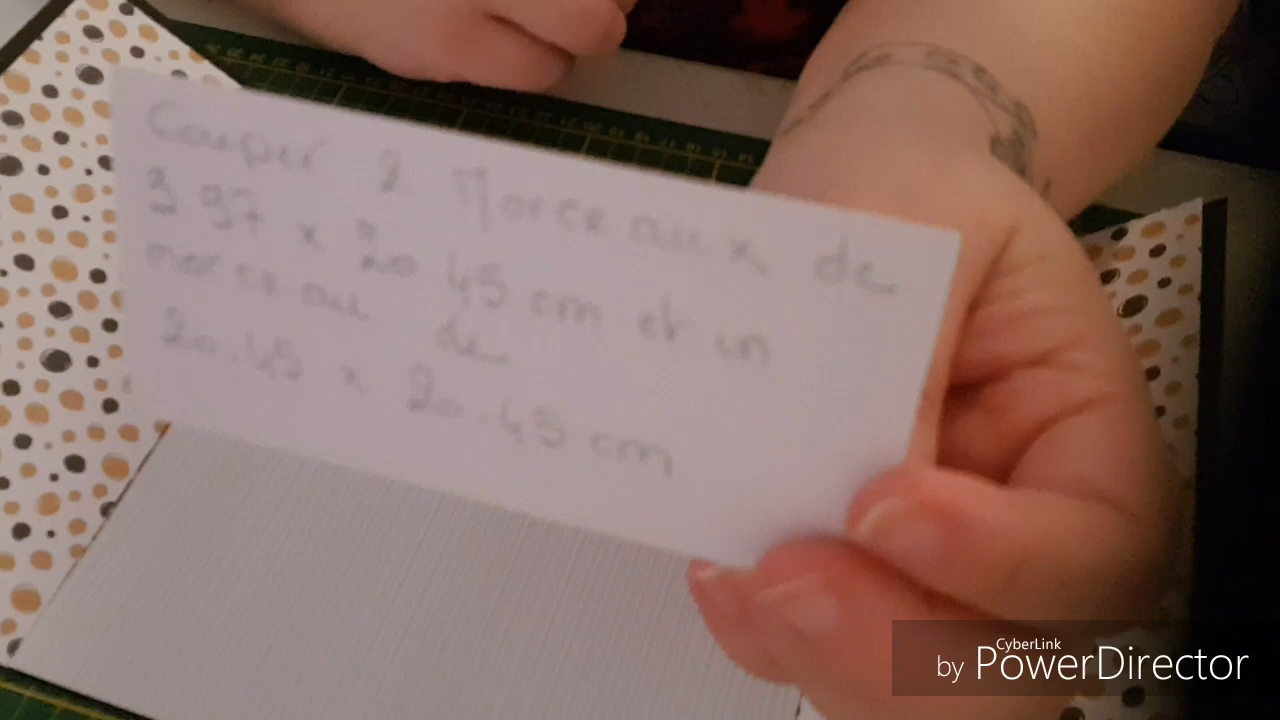 Couper 2 Morceaux de
3 97 x 20 45 cm et un
morceau de
20.45 x 20.45 cm
CyberLink
by PowerDirector